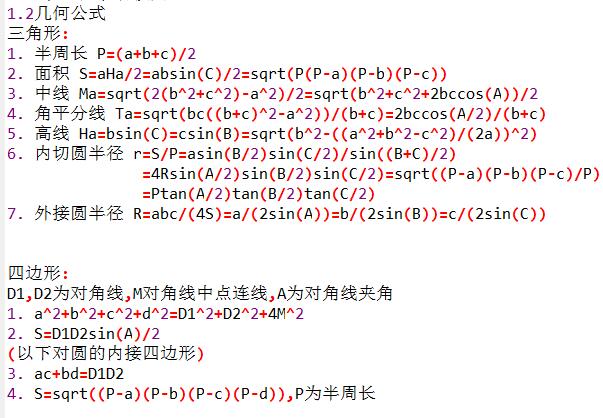 1.2几何公式
三角形:
1. 半周长 P=(a+b+c)/2
2. 面积 S=aHa/2=absin(C)/2=sqrt(P(P-a)(P-b)(P-c))
3. 中线 Ma=sqrt(2(b^2+c^2)-a^2)/2=sqrt(b^2+c^2+2bccos(A))/2
4. 角平分线 Ta=sqrt(bc((b+c)^2-a^2))/(b+c)=2bccos(A/2)/(b+c)
5. 高线 Ha=bsin(C)=csin(B)=sqrt(b^2-((a^2+b^2-c^2)/(2a))^2)
6. 内切圆半径 r=S/P=asin(B/2)sin(C/2)/sin((B+C)/2)
=4Rsin(A/2)sin(B/2)sin(C/2)=sqrt((P-a)(P-b)(P-c)/P)
=Ptan(A/2)tan(B/2)tan(C/2)
7. 外接圆半径 R=abc/(4S)=a/(2sin(A))=b/(2sin(B))=c/(2sin(C))
四边形:
D1,D2为对角线,M对角线中点连线,A为对角线夹角
1. a^2+b^2+c^2+d^2=D1^2+D2^2+4M^2
2. S=D1D2sin(A)/2
(以下对圆的内接四边形)
3. ac+bd=D1D2
4. S=sqrt((P-a)(P-b)(P-c)(P-d)),P为半周长